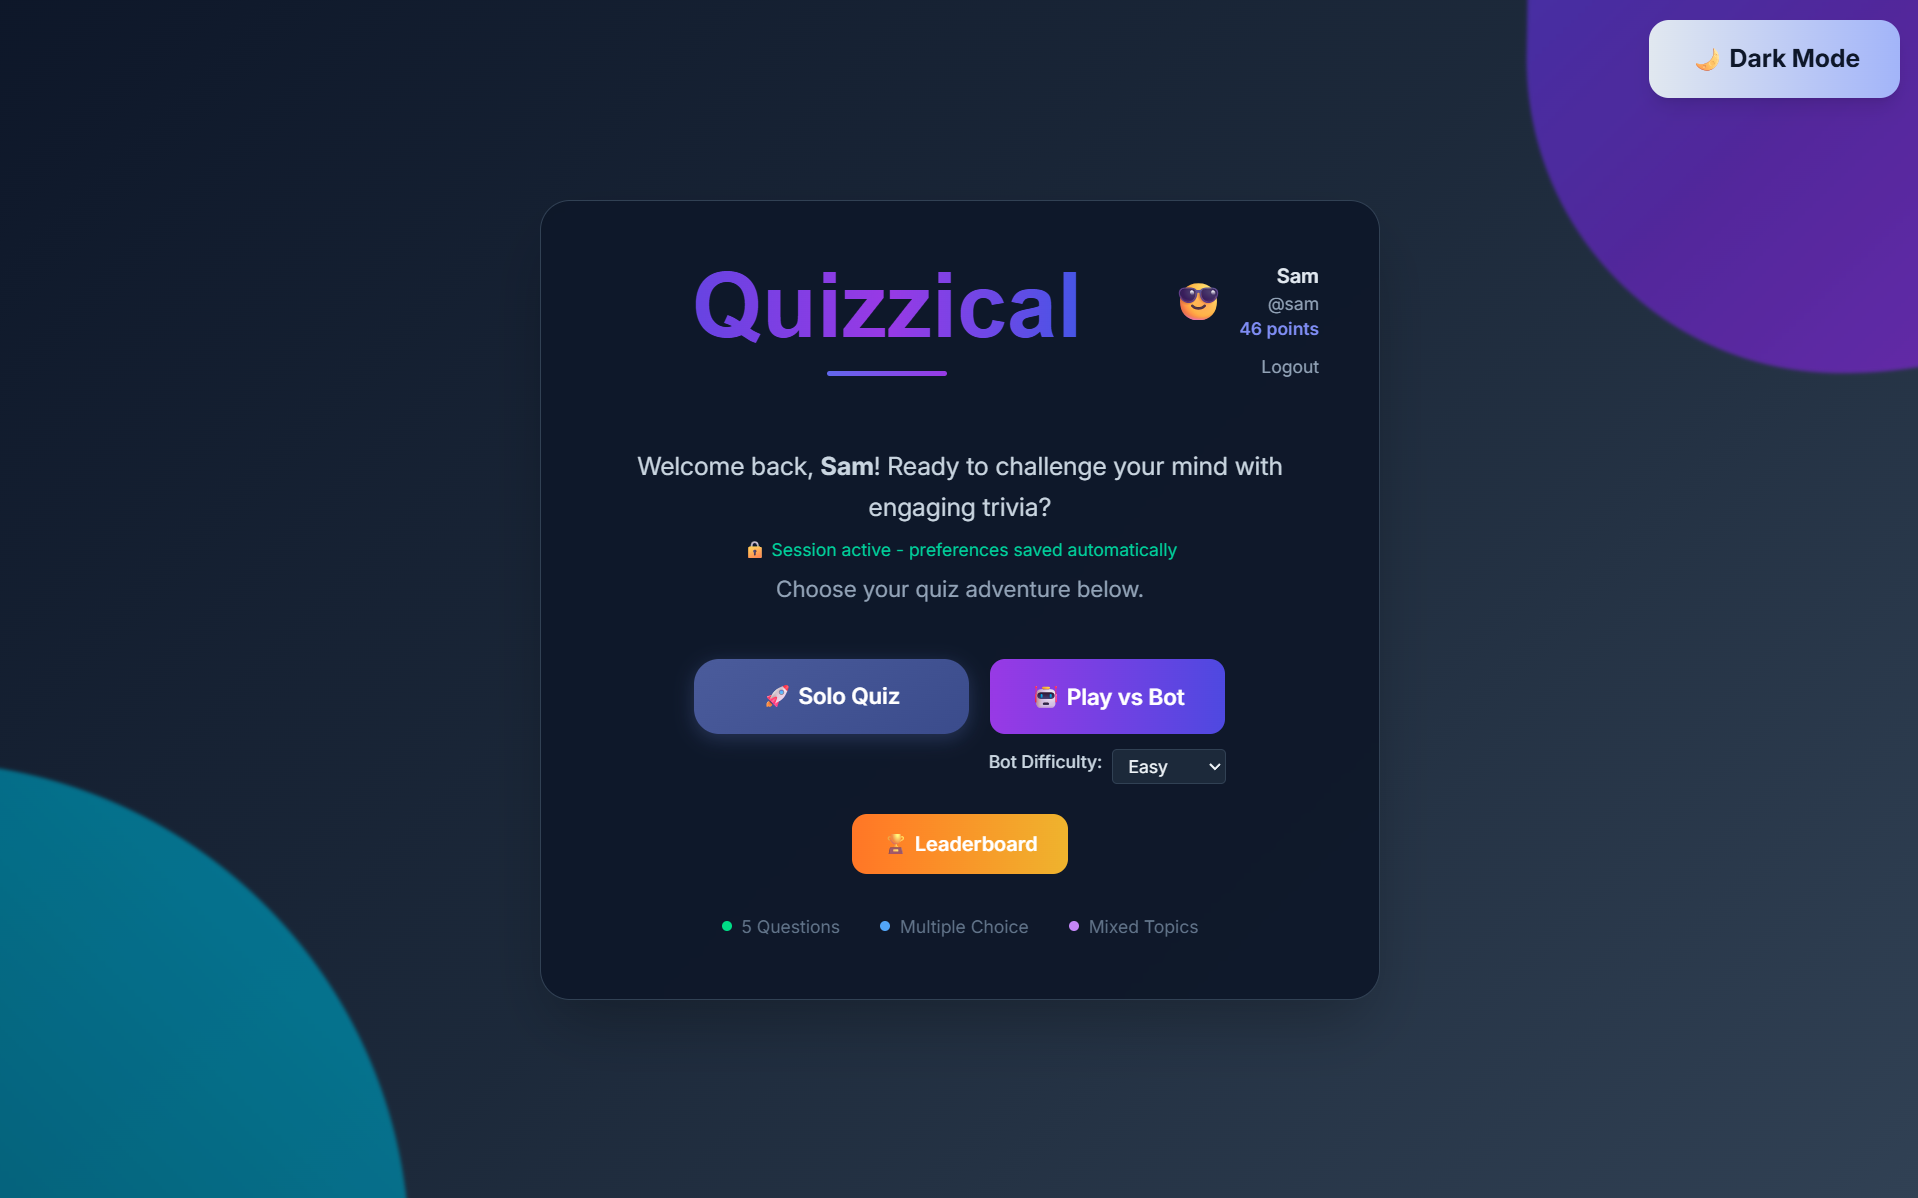 🌙 Dark Mode
Quizzical
Sam
@sam
46 points
Logout
Welcome back, Sam! Ready to challenge your mind with
engaging trivia?
🔒 Session active - preferences saved automatically
Choose your quiz adventure below.
🚀 Solo Quiz
🤖 Play vs Bot
Bot Difficulty:
Easy
🏆 Leaderboard
5 Questions
Multiple Choice
Mixed Topics